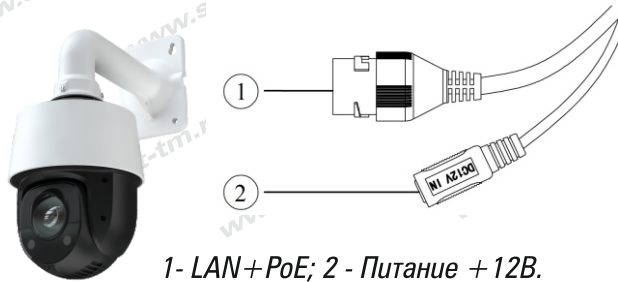 1
DC12V IN
2
1- LAN+PoE; 2 - Питание +12В.